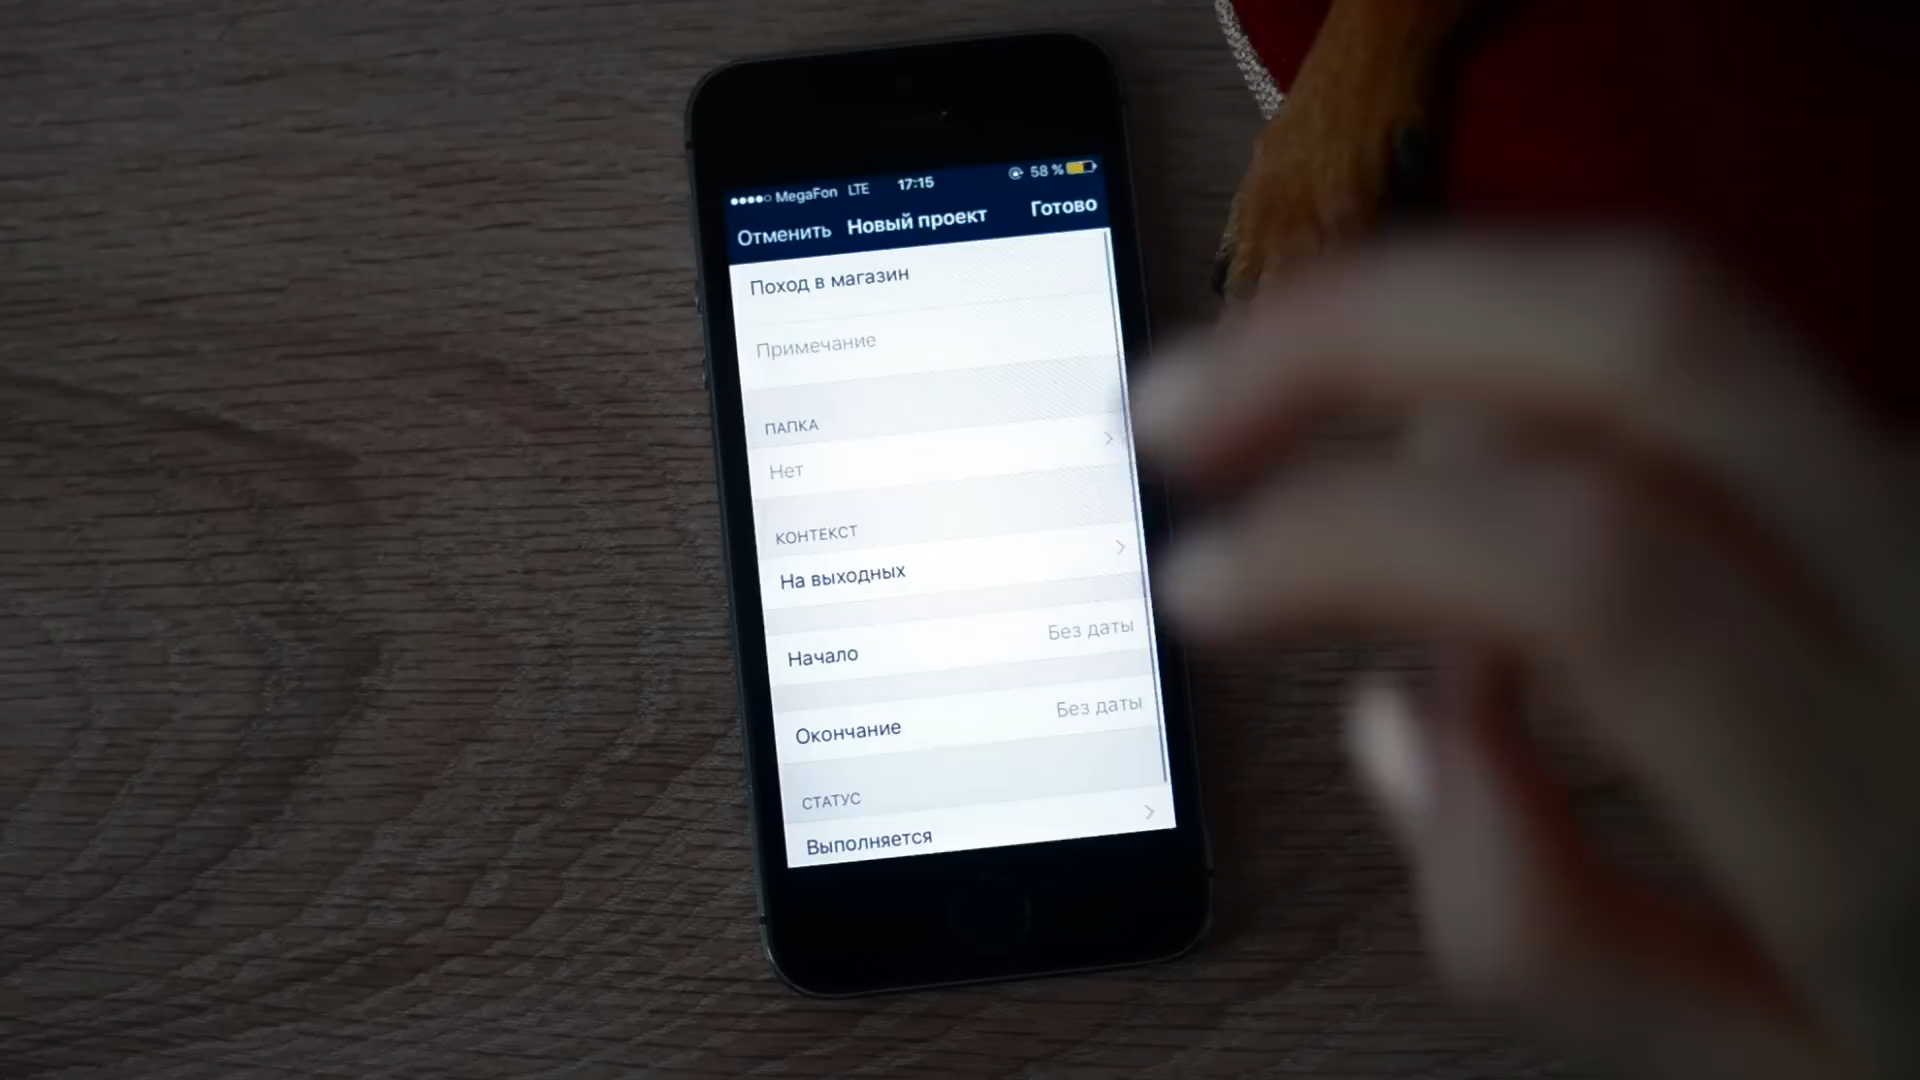 MegaFon LTE 17:15 58 %
Отменить Новый проект Готово
Поход в магазин
Примечание
ПАПКА
Нет
КОНТЕКСТ
На выходных
Начало Без даты
Окончание Без даты
СТАТУС
Выполняется